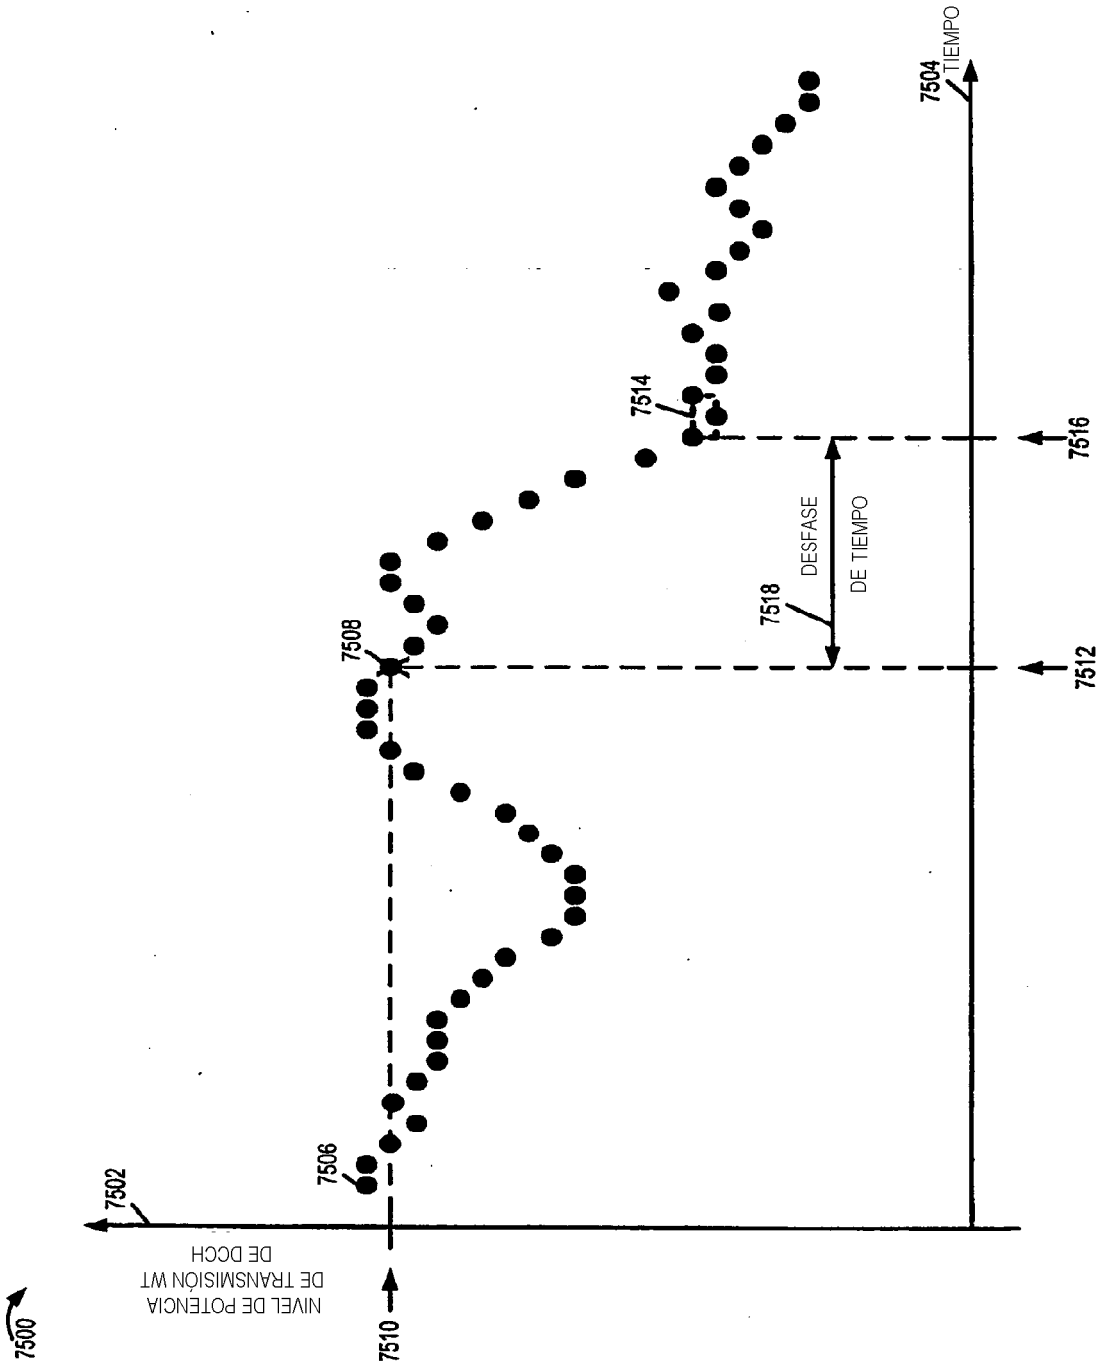 7500
NIVEL DE POTENCIA
DE TRANSMISIÓN WT
DE DCCH
7502
7510
7506
7508
7512
7518
DESFASE
DE TIEMPO
7514
7516
7504
TIEMPO